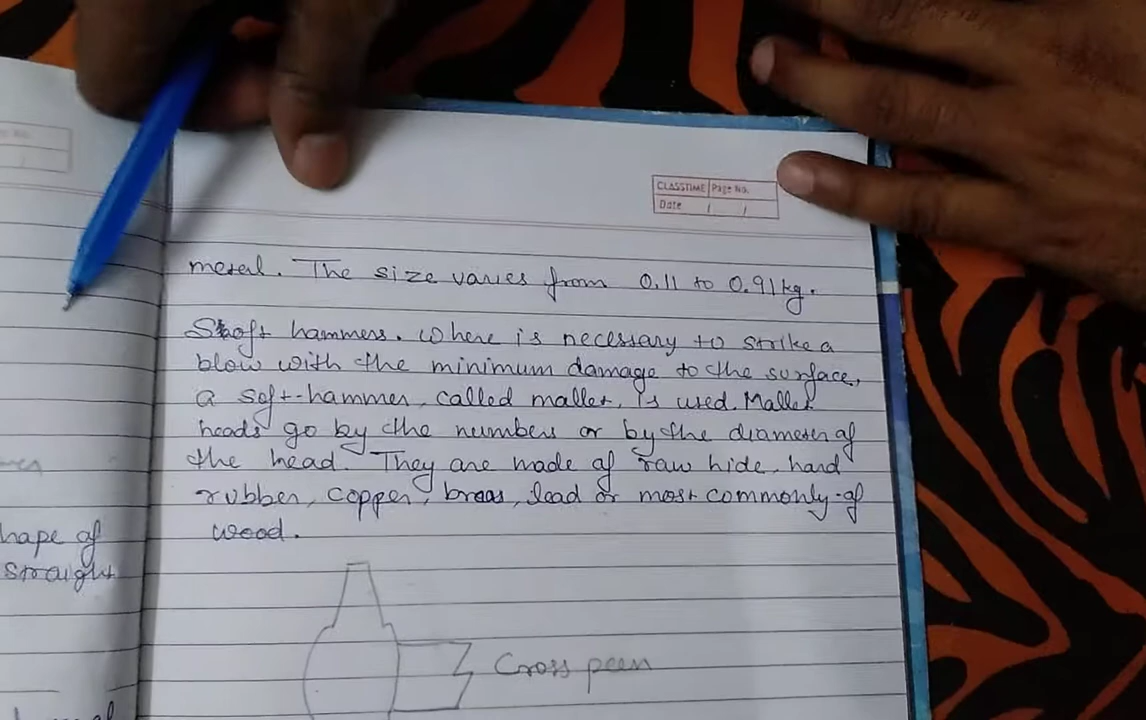 hape of
straight
CLASSTIME Page No.
Date / /
metal. The size varies from 0.11 to 0.91 kg.
Soft hammers. Where is necessary to strike a
blow with the minimum damage to the surface,
a soft-hammer, called mallet, is used. Mallet
heads go by the numbers or by the diameter of
the head. They are made of raw hide, hard
rubber, copper, brass, lead or most commonly of
wood.
Cross peen